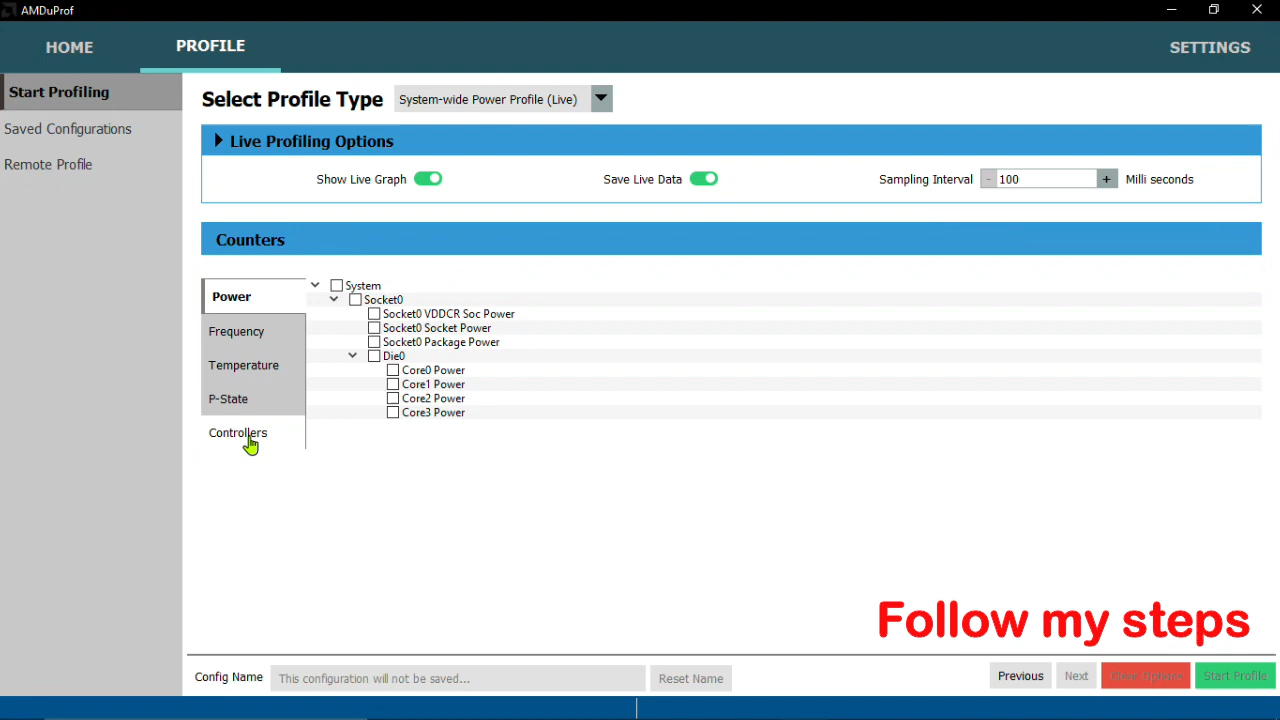 AMDuProf
HOME
PROFILE
SETTINGS
Start Profiling
Saved Configurations
Remote Profile
Select Profile Type
System-wide Power Profile (Live)
Live Profiling Options
Show Live Graph
Save Live Data
Sampling Interval
-
100
+
Milli seconds
Counters
Power
Frequency
Temperature
P-State
Controllers
System
Socket0
Socket0 VDDCR Soc Power
Socket0 Socket Power
Socket0 Package Power
Die0
Core0 Power
Core1 Power
Core2 Power
Core3 Power
Follow my steps
Config Name
This configuration will not be saved...
Reset Name
Previous
Next
Clear Options
Start Profile